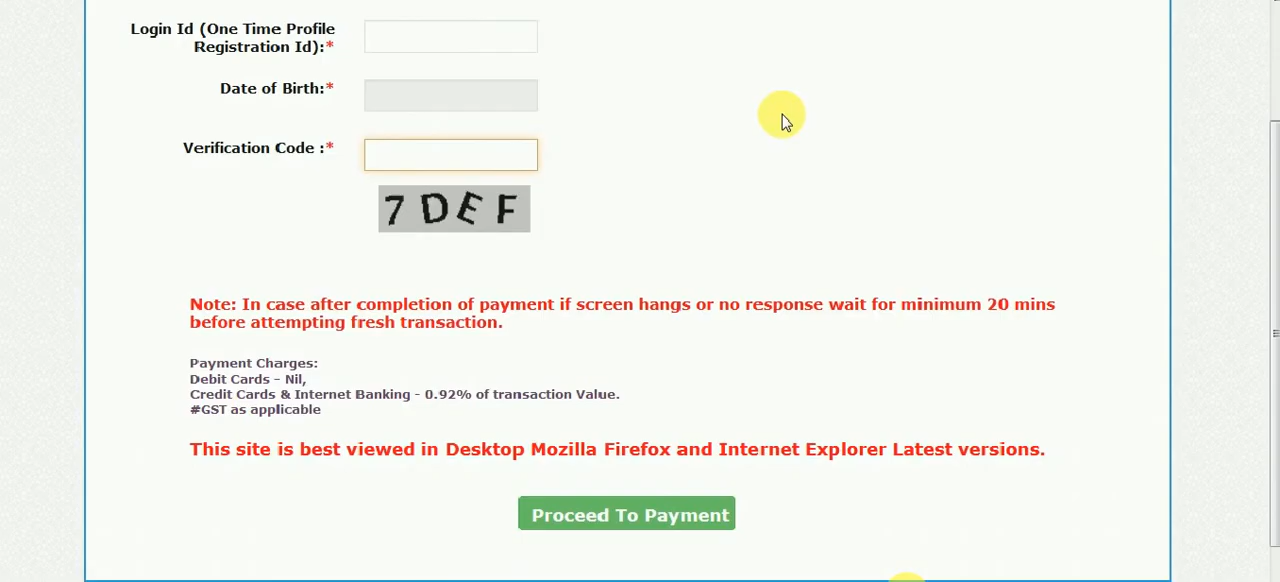 Login Id (One Time Profile
Registration Id):*
Date of Birth:*
Verification Code :*
7 D E F
Note: In case after completion of payment if screen hangs or no response wait for minimum 20 mins
before attempting fresh transaction.
Payment Charges:
Debit Cards - Nil,
Credit Cards & Internet Banking - 0.92% of transaction Value.
#GST as applicable
This site is best viewed in Desktop Mozilla Firefox and Internet Explorer Latest versions.
Proceed To Payment